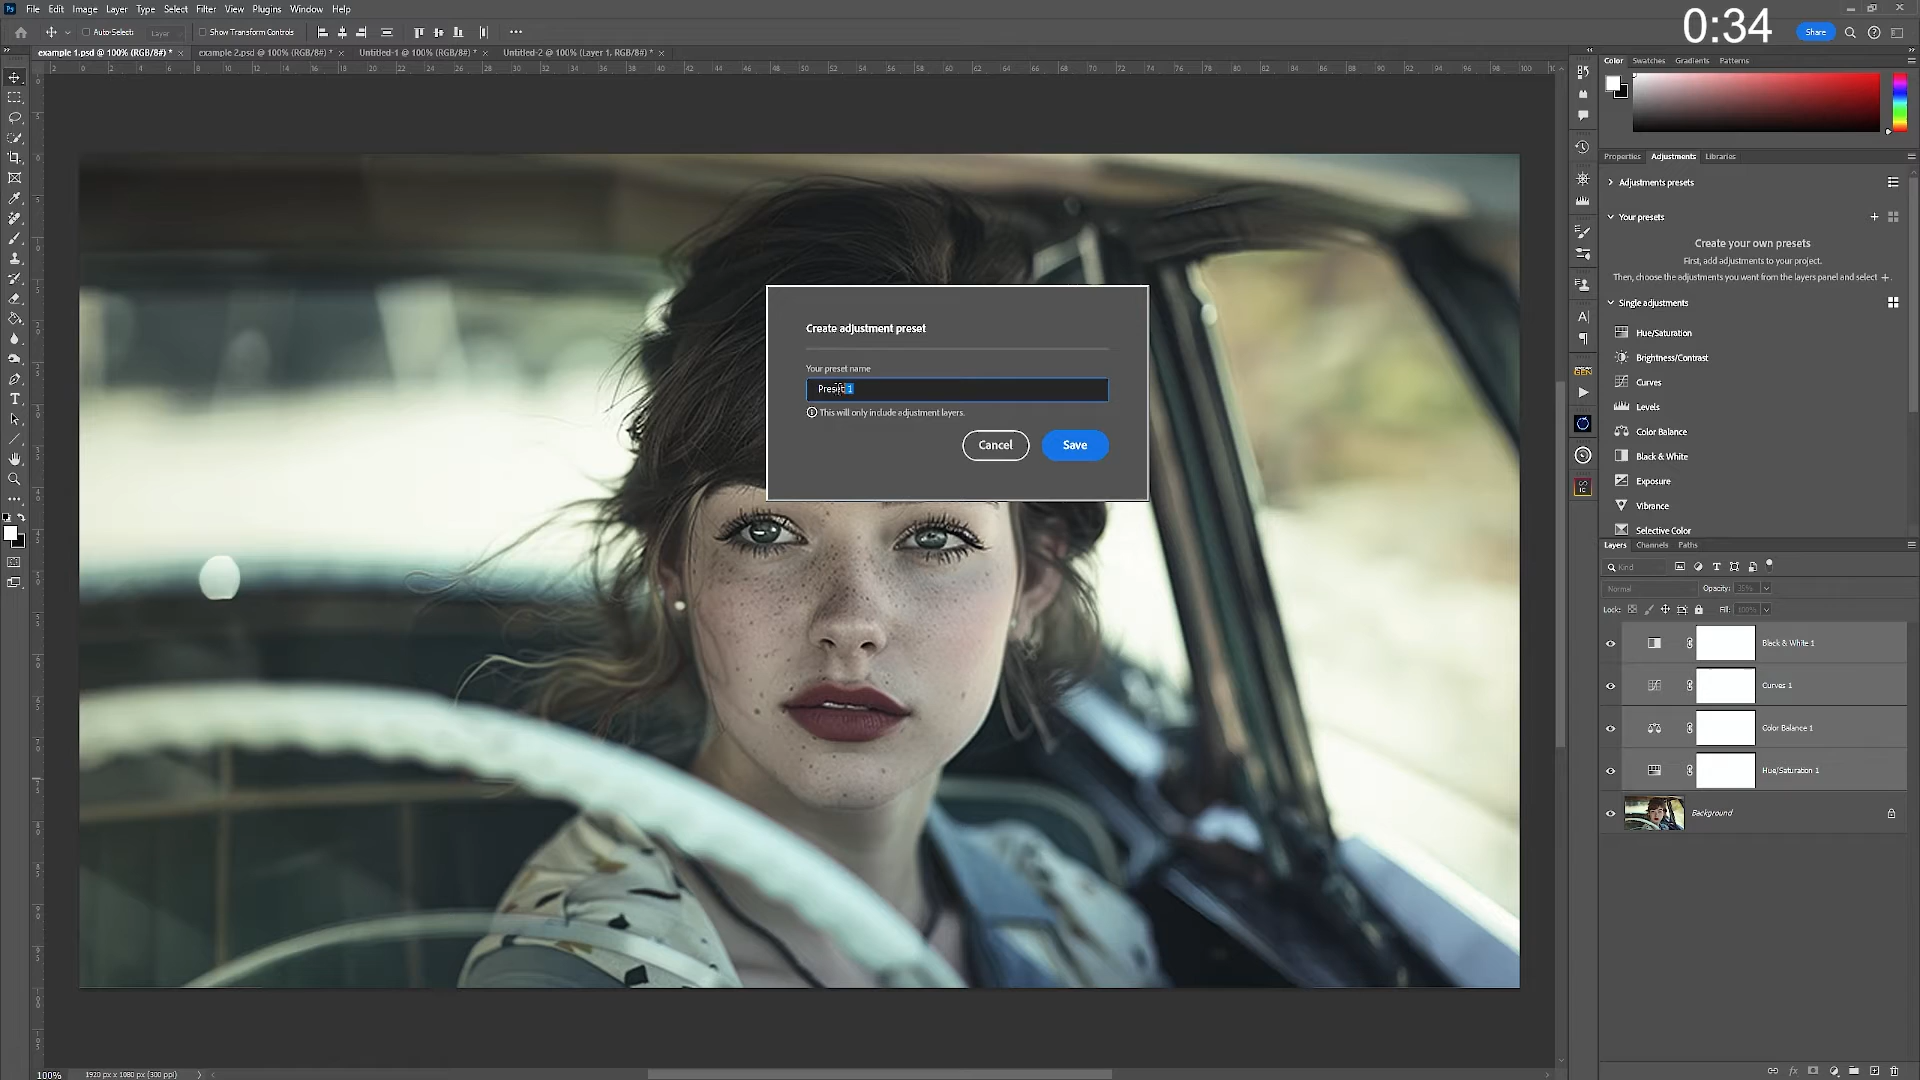 Ps File Edit Image Layer Type Select Filter View Plugins Window Help
0:34
Auto-Select: Layer Show Transform Controls
Share
example 1.psd @ 100% (RGB/8#) * example 2.psd @ 100% (RGB/8#) * Untitled-1 @ 100% (RGB/8#) * Untitled-2 @ 100% (Layer 1, RGB/8#) *
Color Swatches Gradients Patterns
Properties Adjustments Libraries
Adjustments presets
Your presets
Create your own presets
First, add adjustments to your project.
Then, choose the adjustments you want from the layers panel and select +.
Single adjustments
Hue/Saturation
Brightness/Contrast
Curves
Levels
Color Balance
Black & White
Exposure
Vibrance
Selective Color
Create adjustment preset
Your preset name
Preset 1
This will only include adjustment layers.
Cancel Save
GEN
Layers Channels Paths
Kind
Normal Opacity: 35%
Lock: Fill: 100%
Black & White 1
Curves 1
Color Balance 1
Hue/Saturation 1
Background
100% 1920 px x 1080 px (300 ppi)